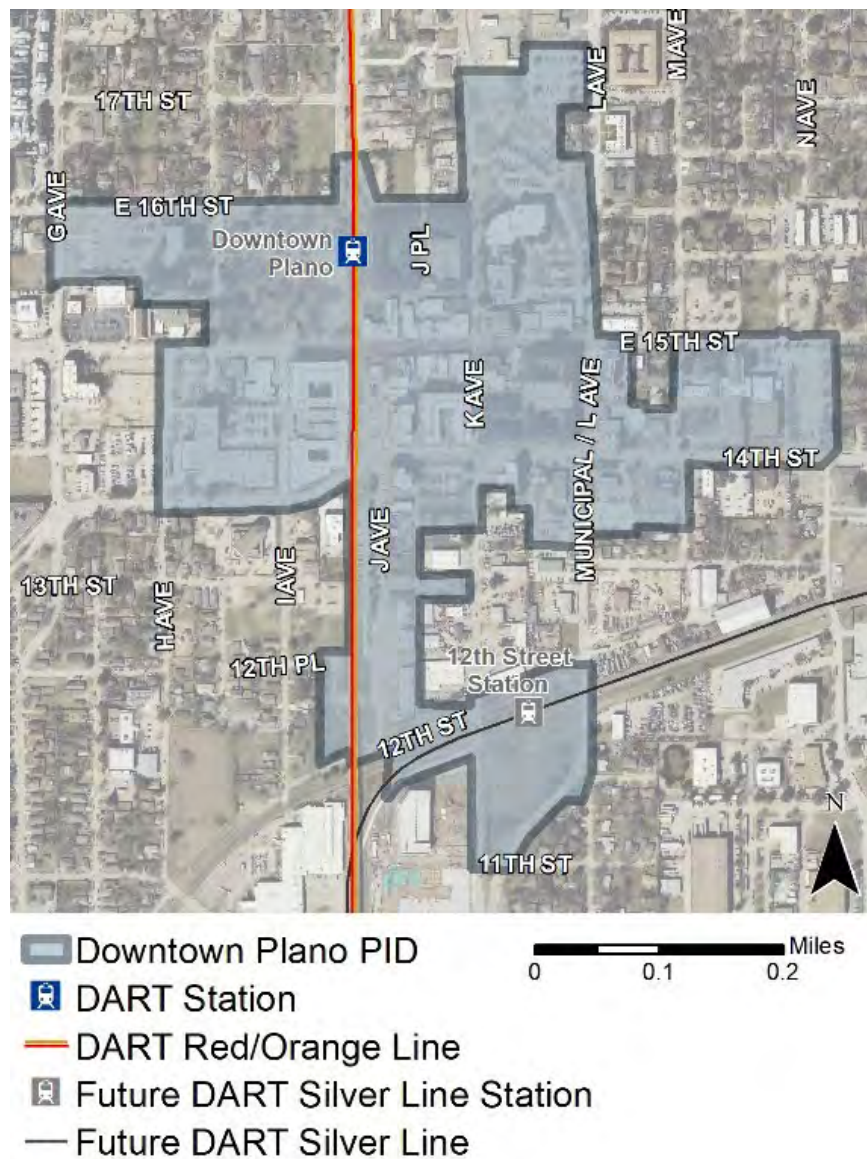 17TH ST
L AVE
M AVE
N AVE
G AVE
E 16TH ST
Downtown
Plano
J PL
E 15TH ST
K AVE
MUNICIPAL / L AVE
14TH ST
J AVE
I AVE
13TH ST
H AVE
12TH PL
12th Street
Station
12TH ST
11TH ST
N
Downtown Plano PID
Miles
0 0.1 0.2
DART Station
DART Red/Orange Line
Future DART Silver Line Station
Future DART Silver Line